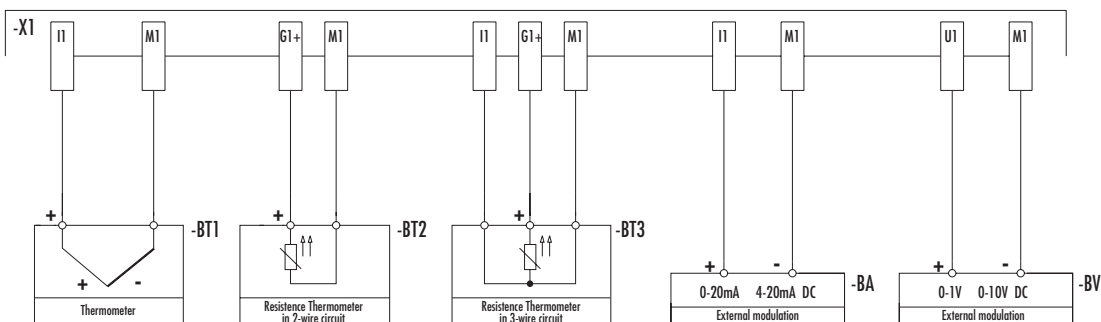 -X1
I1 M1 G1+ M1 I1 G1+ M1 I1 M1 U1 M1
+ + + + - + -
-BT1 -BT2 -BT3 -BA -BV
+ -
0-20mA 4-20mA DC
0-1V 0-10V DC
Thermometer
Resistence Thermometer
in 2-wire circuit
Resistence Thermometer
in 3-wire circuit
External modulation
External modulation